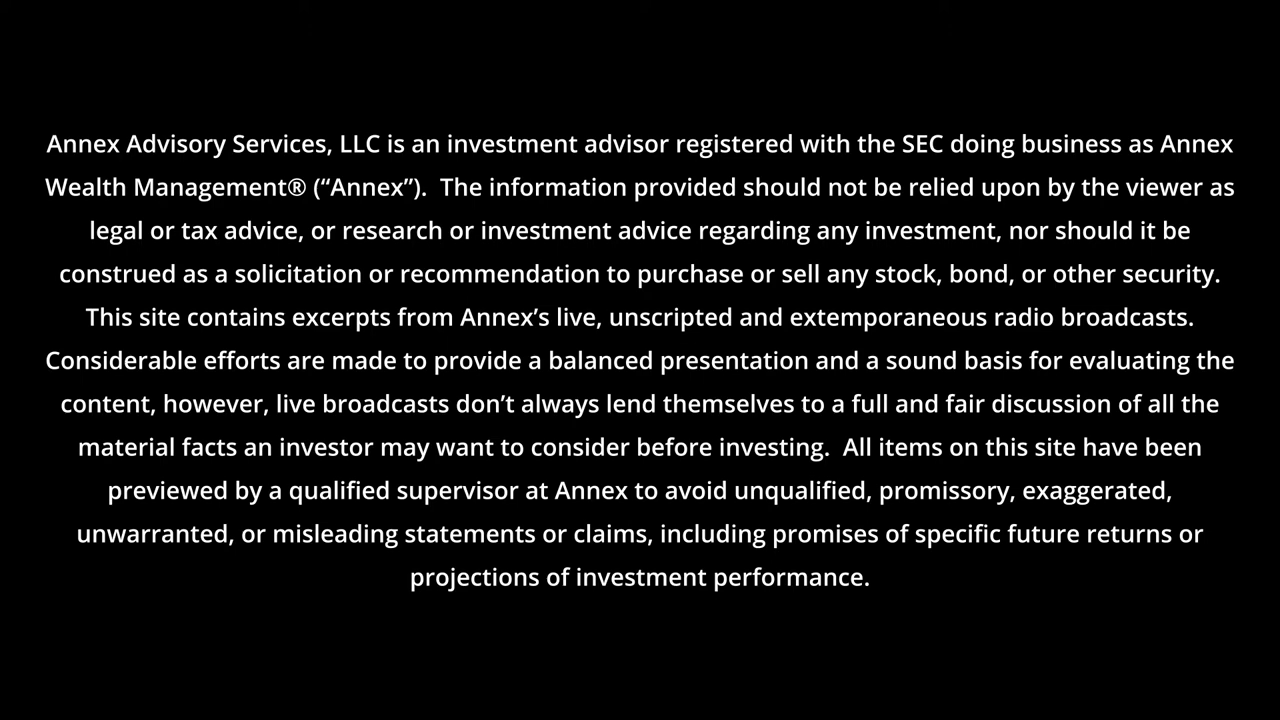 Annex Advisory Services, LLC is an investment advisor registered with the SEC doing business as Annex
Wealth Management® (“Annex”).  The information provided should not be relied upon by the viewer as
legal or tax advice, or research or investment advice regarding any investment, nor should it be
construed as a solicitation or recommendation to purchase or sell any stock, bond, or other security.
This site contains excerpts from Annex’s live, unscripted and extemporaneous radio broadcasts.
Considerable efforts are made to provide a balanced presentation and a sound basis for evaluating the
content, however, live broadcasts don’t always lend themselves to a full and fair discussion of all the
material facts an investor may want to consider before investing.  All items on this site have been
previewed by a qualified supervisor at Annex to avoid unqualified, promissory, exaggerated,
unwarranted, or misleading statements or claims, including promises of specific future returns or
projections of investment performance.